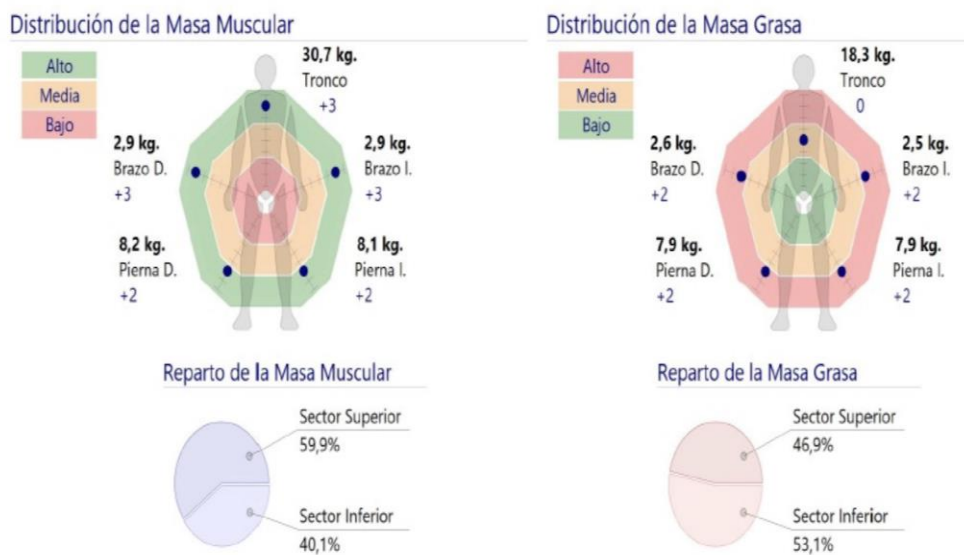 Distribución de la Masa Muscular
Alto
Media
Bajo
30,7 kg.
Tronco
+3
2,9 kg.
Brazo D.
+3
2,9 kg.
Brazo I.
+3
8,2 kg.
Pierna D.
+2
8,1 kg.
Pierna I.
+2
Distribución de la Masa Grasa
Alto
Media
Bajo
18,3 kg.
Tronco
0
2,6 kg.
Brazo D.
+2
2,5 kg.
Brazo I.
+2
7,9 kg.
Pierna D.
+2
7,9 kg.
Pierna I.
+2
Reparto de la Masa Muscular
Sector Superior
59,9%
Sector Inferior
40,1%
Reparto de la Masa Grasa
Sector Superior
46,9%
Sector Inferior
53,1%